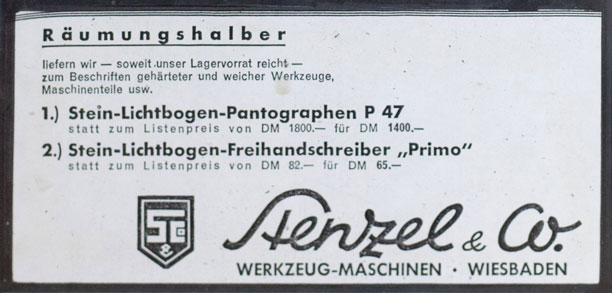 Räumungshalber
liefern wir — soweit unser Lagervorrat reicht —
zum Beschriften gehärteter und weicher Werkzeuge,
Maschinenteile usw.
1.) Stein-Lichtbogen-Pantographen P 47
statt zum Listenpreis von DM 1800.— für DM 1400.—
2.) Stein-Lichtbogen-Freihandschreiber „Primo“
statt zum Listenpreis von DM 82.— für DM 65.—
STC
&
Stenzel & Co.
WERKZEUG-MASCHINEN · WIESBADEN